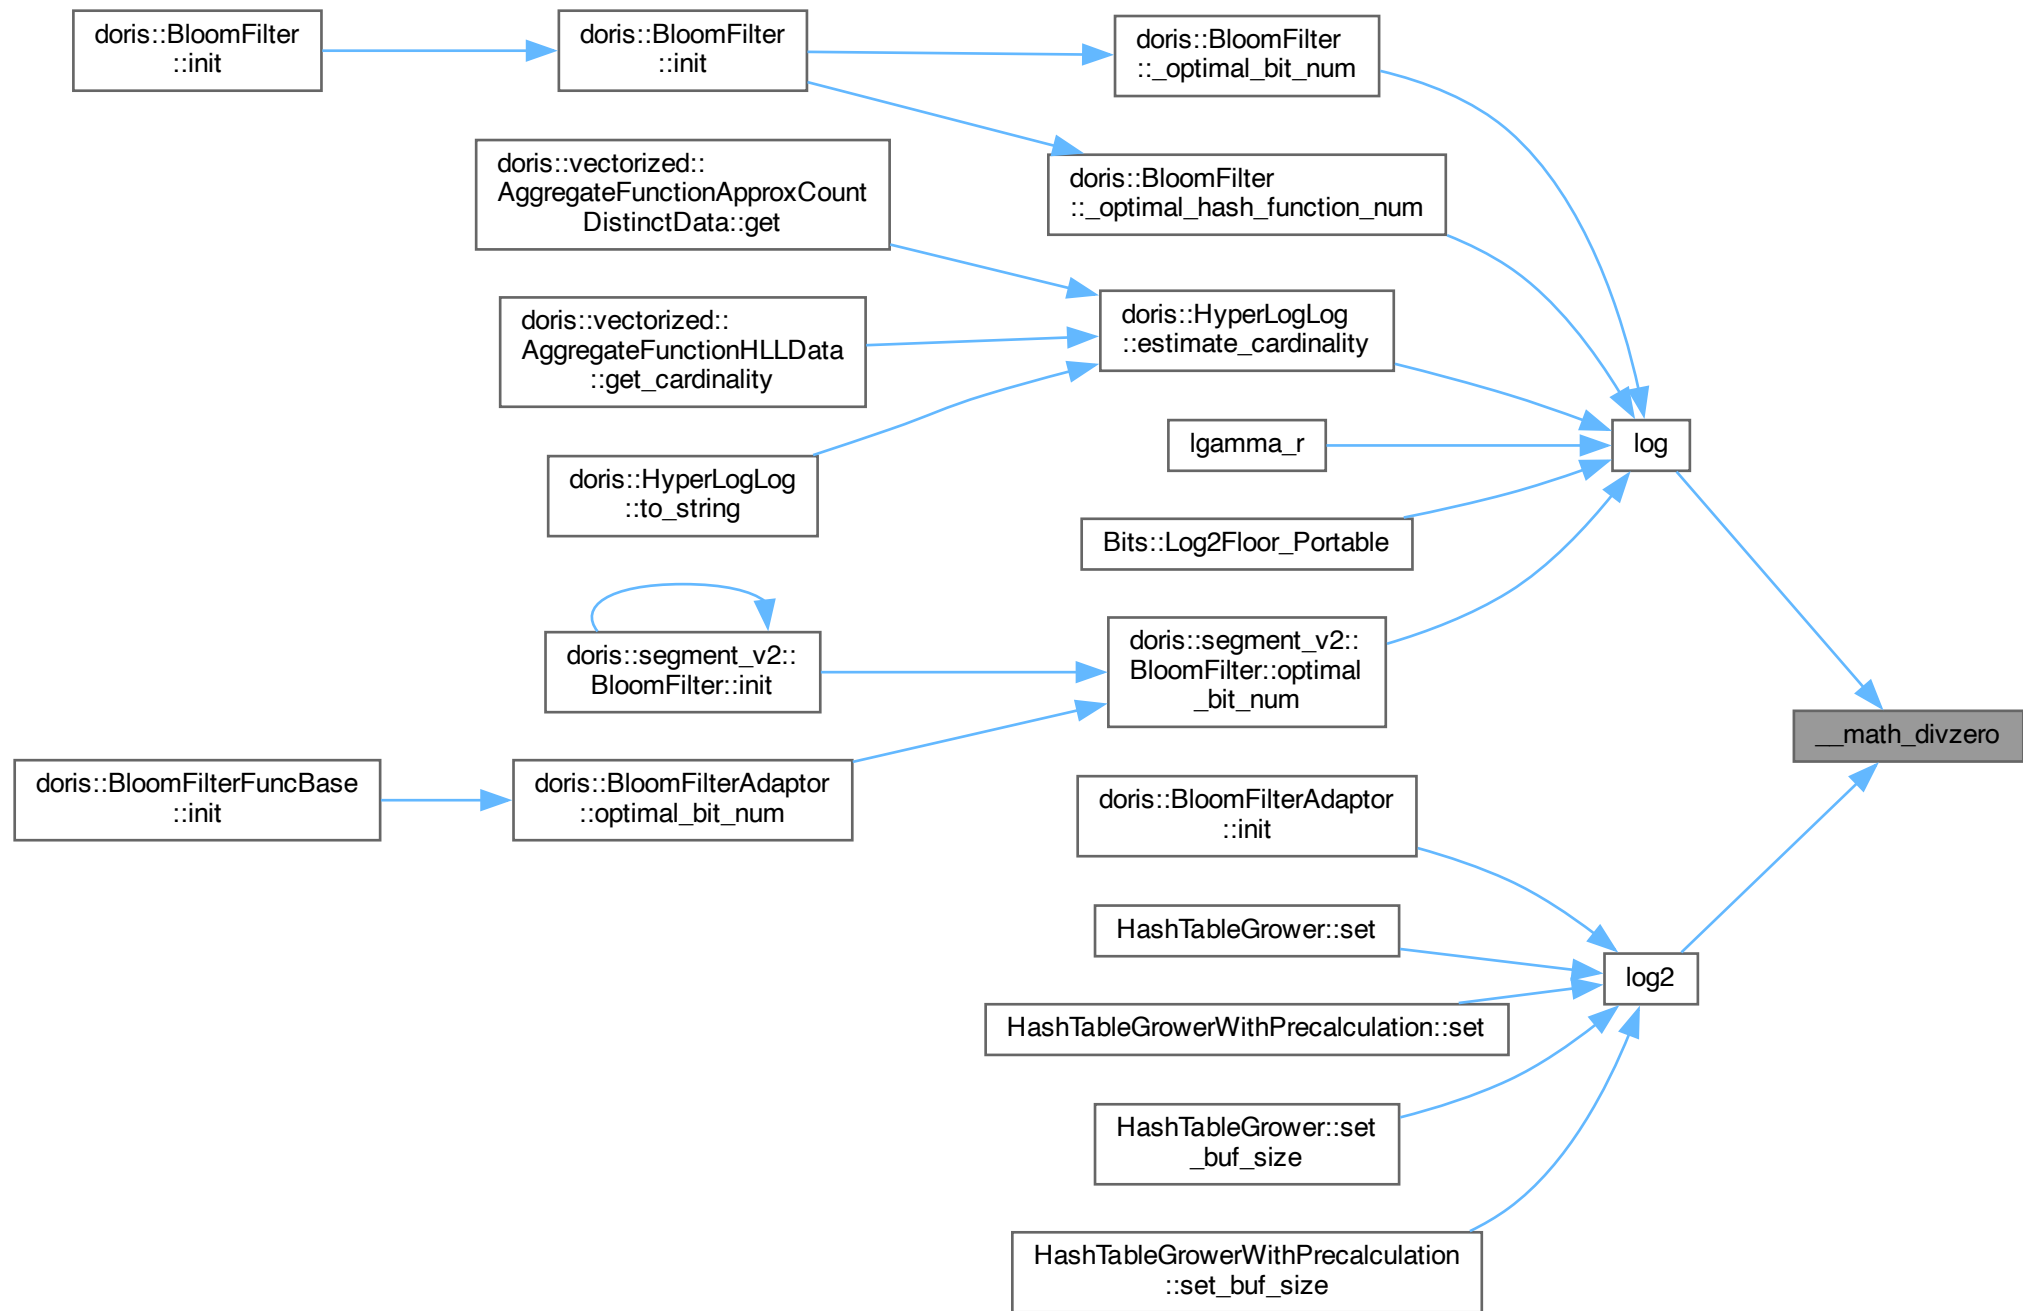 doris::BloomFilter
::init
doris::BloomFilter
::init
doris::BloomFilter
::_optimal_bit_num
doris::vectorized::
AggregateFunctionApproxCount
DistinctData::get
doris::BloomFilter
::_optimal_hash_function_num
doris::vectorized::
AggregateFunctionHLLData
::get_cardinality
doris::HyperLogLog
::estimate_cardinality
doris::HyperLogLog
::to_string
lgamma_r
log
Bits::Log2Floor_Portable
doris::segment_v2::
BloomFilter::init
doris::segment_v2::
BloomFilter::optimal
_bit_num
__math_divzero
doris::BloomFilterFuncBase
::init
doris::BloomFilterAdaptor
::optimal_bit_num
doris::BloomFilterAdaptor
::init
HashTableGrower::set
log2
HashTableGrowerWithPrecalculation::set
HashTableGrower::set
_buf_size
HashTableGrowerWithPrecalculation
::set_buf_size